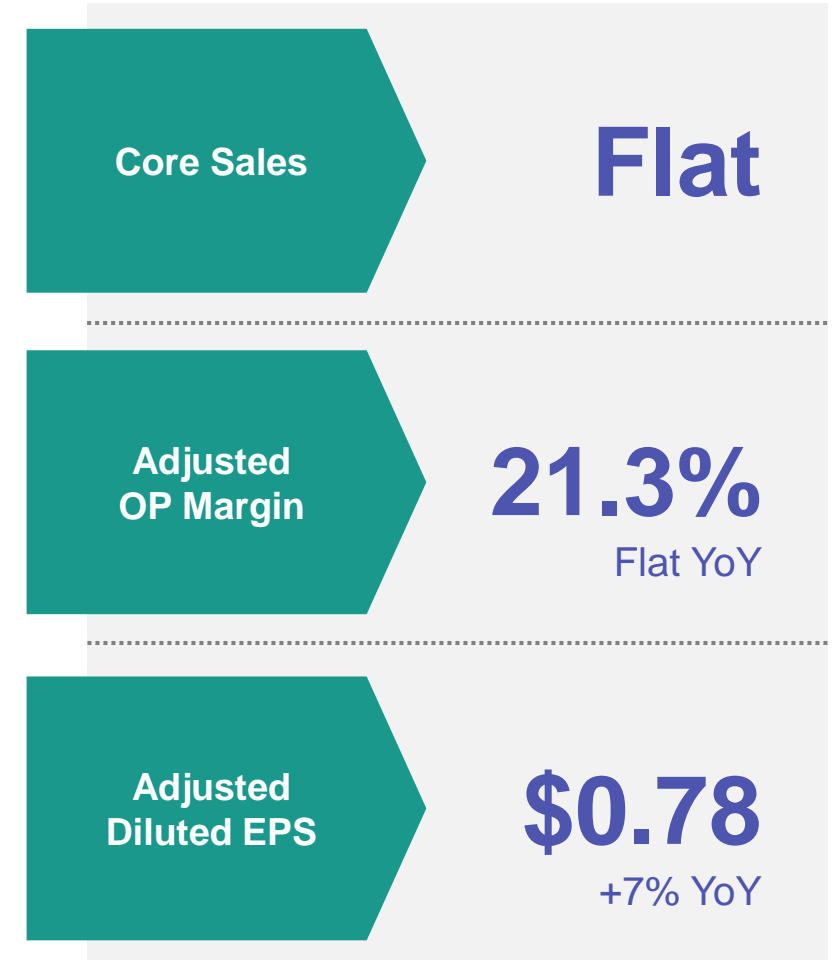 Core Sales
Flat
Adjusted
OP Margin
21.3%
Flat YoY
Adjusted
Diluted EPS
$0.78
+7% YoY